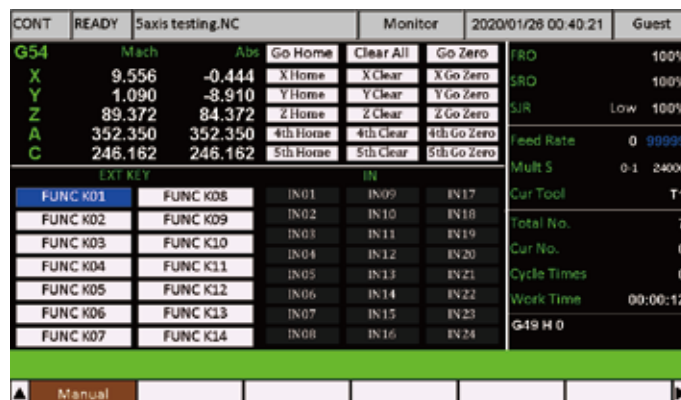 CONT READY 5axis testing.NC Monitor 2020/01/26 00:40:21 Guest
G54 Mach Abs Go Home Clear All Go Zero FRO 100%
X 9.556 -0.444 X Home X Clear X Go Zero SRO 100%
Y 1.090 -8.910 Y Home Y Clear Y Go Zero
Z 89.372 84.372 Z Home Z Clear Z Go Zero SJR Low 100%
A 352.350 352.350 4th Home 4th Clear 4th Go Zero Feed Rate 0 99999
C 246.162 246.162 5th Home 5th Clear 5th Go Zero Mult S 0-1 24000
EXT KEY IN
FUNC K01 FUNC K08 IN01 IN09 IN17 Cur Tool
FUNC K02 FUNC K09 IN02 IN10 IN18 Total No.
FUNC K03 FUNC K10 IN03 IN11 IN19 Cur No.
FUNC K04 FUNC K11 IN04 IN12 IN20
IN05 IN13 IN21 Cycle Times
FUNC K05 FUNC K12 IN06 IN14 IN22 Work Time 00:00:12
FUNC K06 FUNC K13 IN07 IN15 IN23 G49 H 0
FUNC K07 FUNC K14 IN08 IN16 IN24
Manual